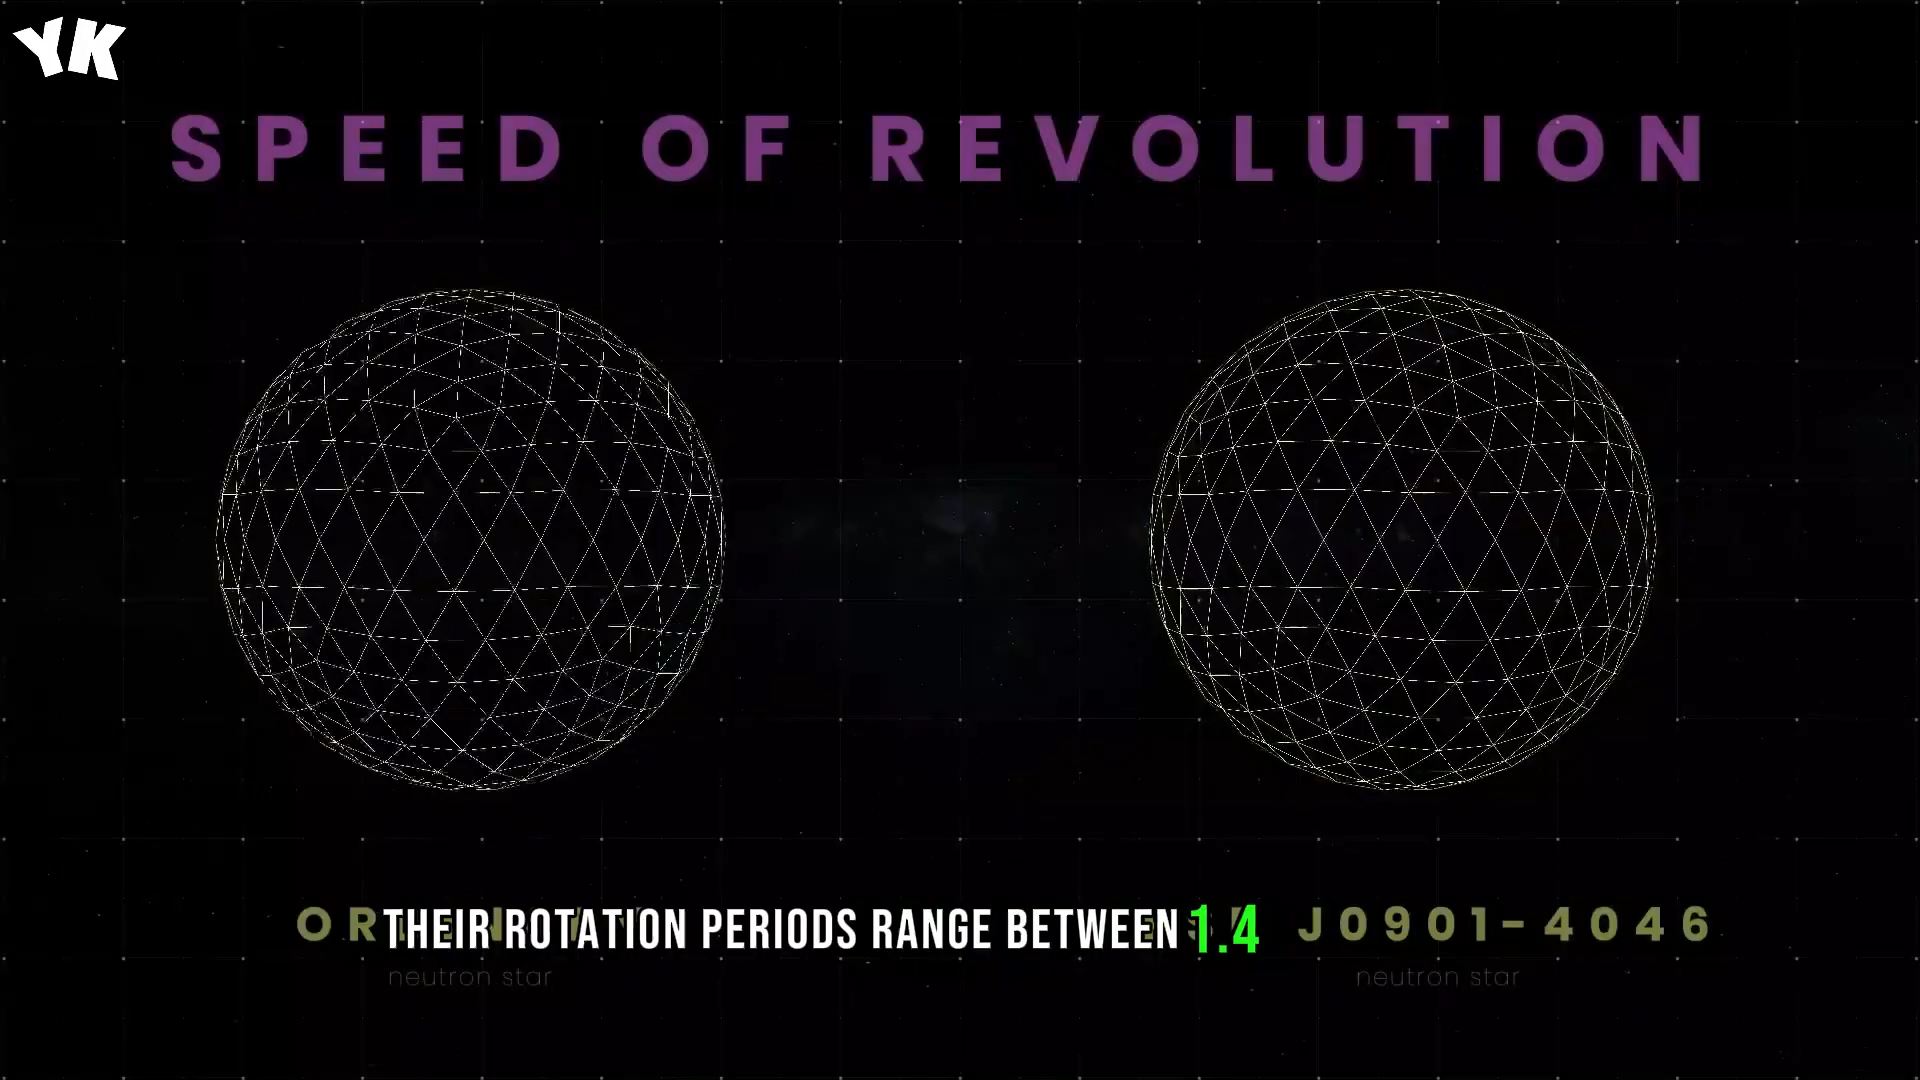 YK
SPEED OF REVOLUTION
THEIR ROTATION PERIODS RANGE BETWEEN 1.4
J0901-4046
neutron star
neutron star